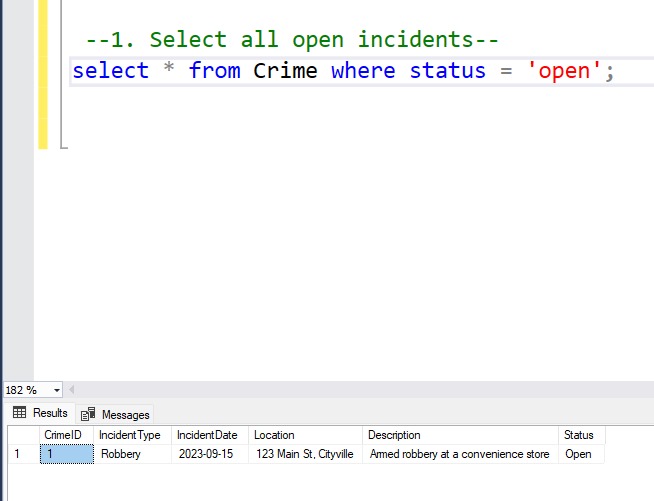 --1. Select all open incidents--
select * from Crime where status = 'open';
182 %
Results Messages
CrimeID IncidentType IncidentDate Location Description Status
1 1 Robbery 2023-09-15 123 Main St, Cityville Armed robbery at a convenience store Open